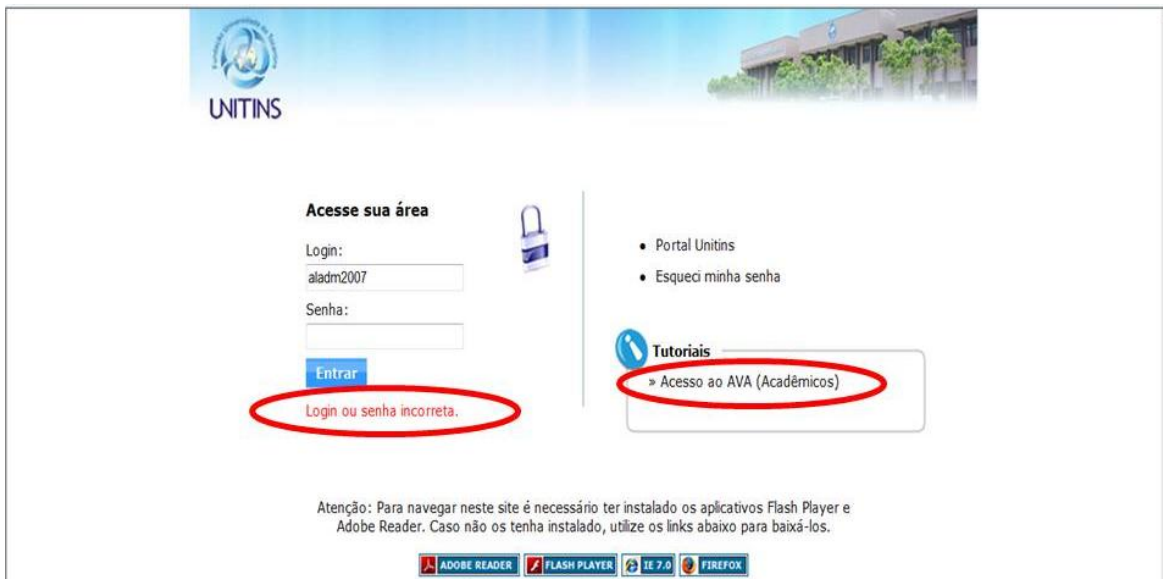 UNITINS
Acesse sua área
Login:
aladm2007
Senha:
Entrar
Login ou senha incorreta.
• Portal Unitins
• Esqueci minha senha
Tutoriais
» Acesso ao AVA (Acadêmicos)
Atenção: Para navegar neste site é necessário ter instalado os aplicativos Flash Player e
Adobe Reader. Caso não os tenha instalado, utilize os links abaixo para baixá-los.
ADOBE READER FLASH PLAYER IE 7.0 FIREFOX